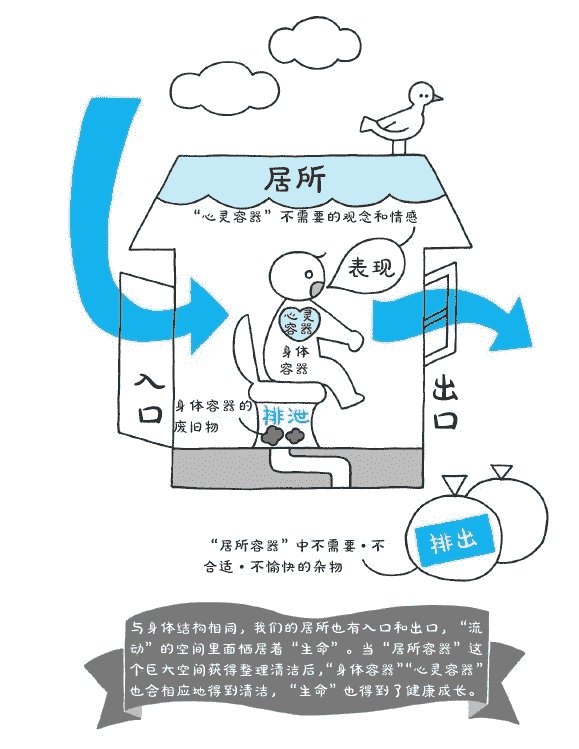 居所
“心灵容器”不需要的观念和情感
表现
心灵
容器
身体
容器
入口
出口
身体容器的
废旧物
排泄
排出
“居所容器”中不需要·不
合适·不愉快的杂物
与身体结构相同，我们的居所也有入口和出口，“流
动”的空间里面栖居着“生命”。当“居所容器”这
个巨大空间获得整理清洁后，“身体容器”“心灵容器”
也会相应地得到清洁，“生命”也得到了健康成长。